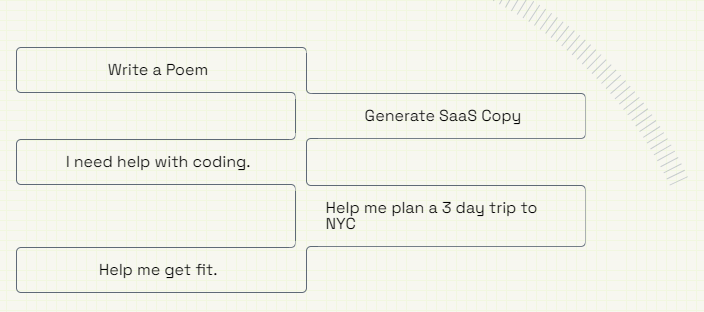 Write a Poem
Generate SaaS Copy
I need help with coding.
Help me plan a 3 day trip to
NYC
Help me get fit.